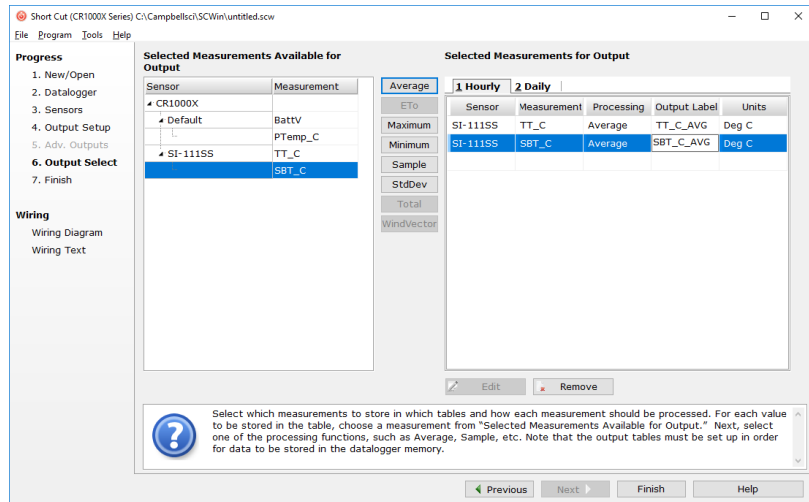 Short Cut (CR1000X Series) C:\Campbellsci\SCWin\untitled.scw
File Program Tools Help
Progress
1. New/Open
2. Datalogger
3. Sensors
4. Output Setup
5. Adv. Outputs
6. Output Select
7. Finish
Wiring
Wiring Diagram
Wiring Text
Selected Measurements Available for
Output
Sensor Measurement
CR1000X
Default BattV
PTemp_C
SI-111SS TT_C
SBT_C
Average
ETo
Maximum
Minimum
Sample
StdDev
Total
WindVector
Selected Measurements for Output
1 Hourly 2 Daily
Sensor Measurement Processing Output Label Units
SI-111SS TT_C Average TT_C_AVG Deg C
SI-111SS SBT_C Average SBT_C_AVG Deg C
Edit Remove
Select which measurements to store in which tables and how each measurement should be processed. For each value
to be stored in the table, choose a measurement from "Selected Measurements Available for Output." Next, select
one of the processing functions, such as Average, Sample, etc. Note that the output tables must be set up in order
for data to be stored in the datalogger memory.
Previous Next Finish Help